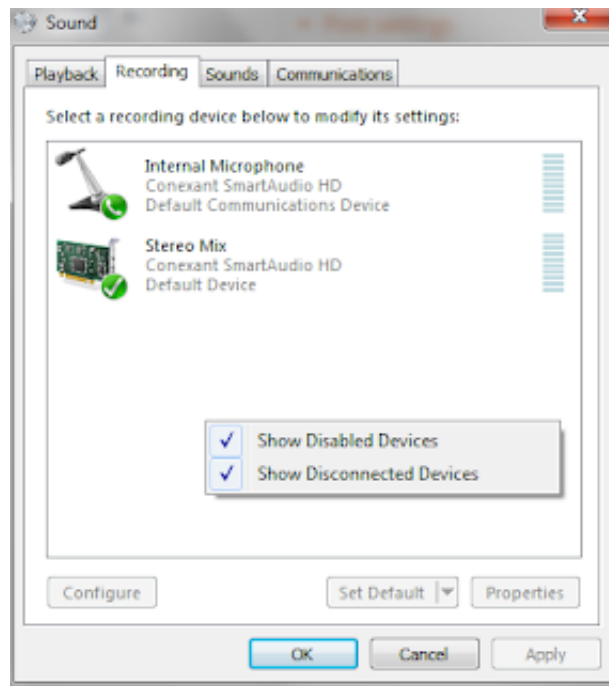 Sound
Playback
Recording
Sounds
Communications
Select a recording device below to modify its settings:
Internal Microphone
Conexant SmartAudio HD
Default Communications Device
Stereo Mix
Conexant SmartAudio HD
Default Device
Show Disabled Devices
Show Disconnected Devices
Configure
Set Default
Properties
OK
Cancel
Apply